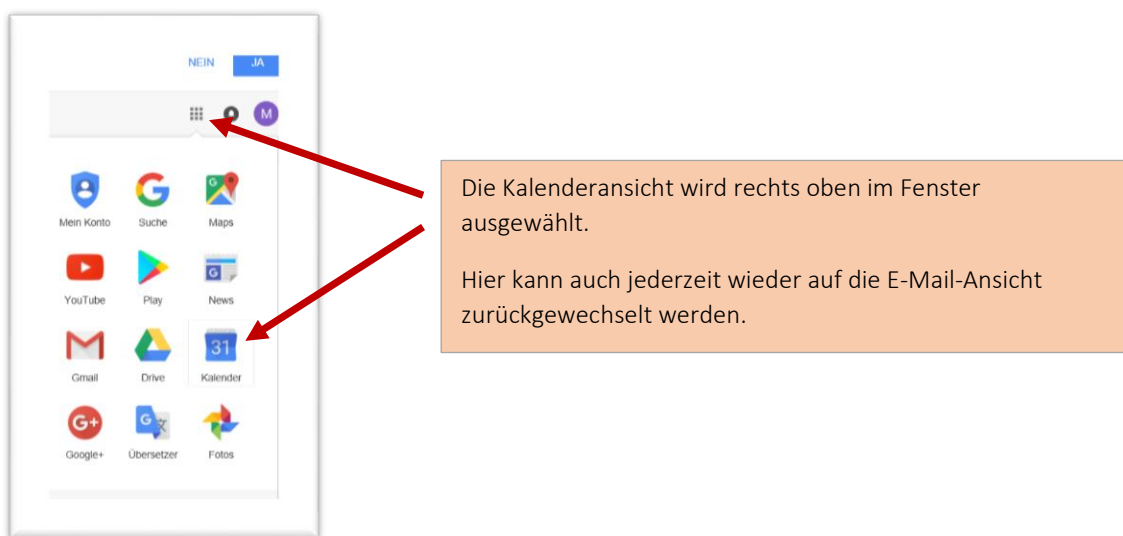 NEIN JA
M
Mein Konto Suche Maps
YouTube Play News
31
Gmail Drive Kalender
G+ G 文
Google+ Übersetzer Fotos
Die Kalenderansicht wird rechts oben im Fenster
ausgewählt.
Hier kann auch jederzeit wieder auf die E-Mail-Ansicht
zurückgewechselt werden.